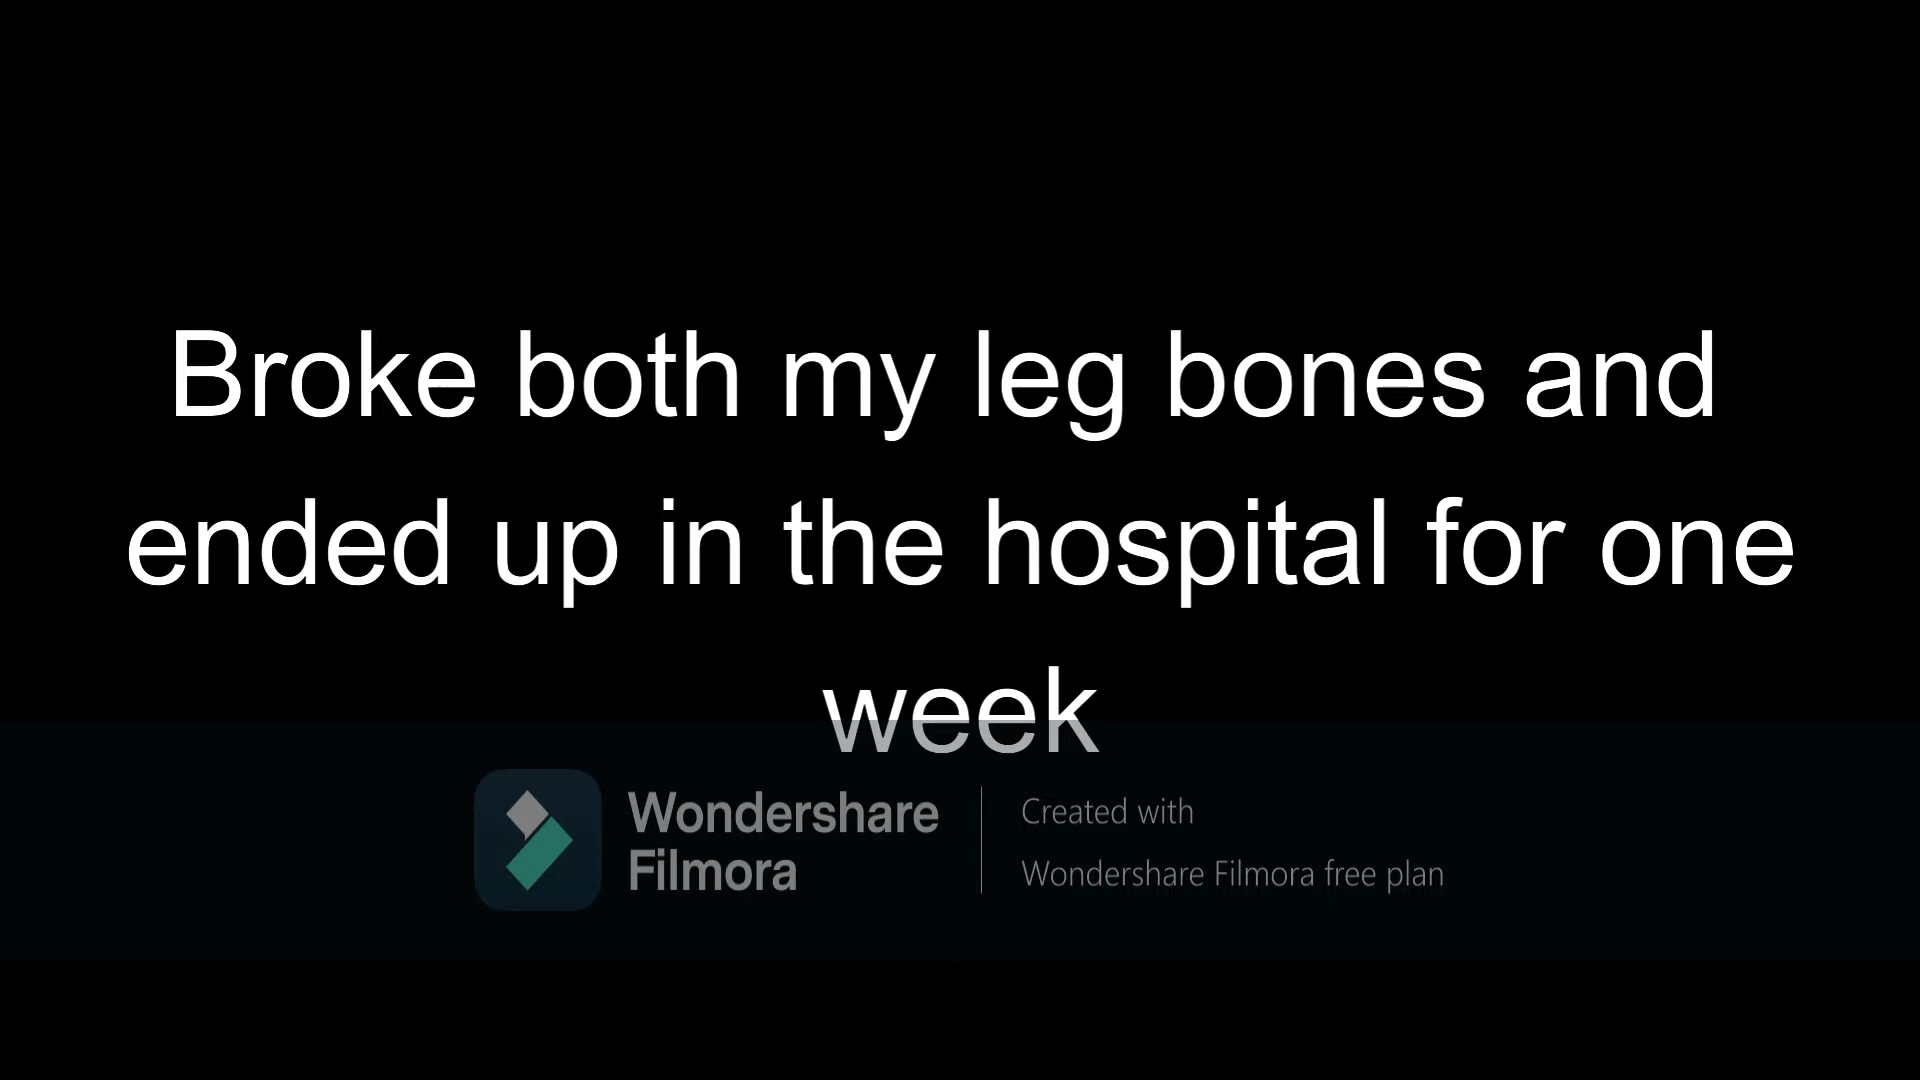 Broke both my leg bones and
ended up in the hospital for one
week
Wondershare
Filmora
Created with
Wondershare Filmora free plan